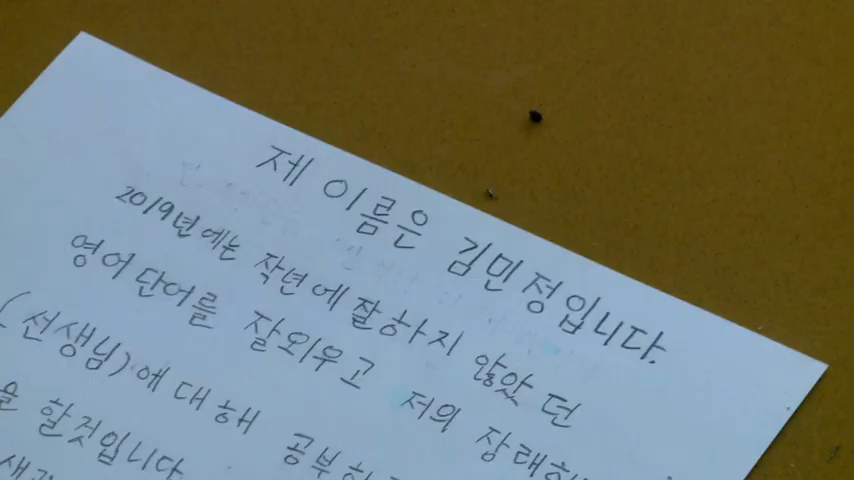 제 이름은 김민정입니다.
2019년에는 작년에 잘하지 않았던
영어단어를 잘외우고 저의 장래
(선생님)에 대해 공부
을 할것입니다